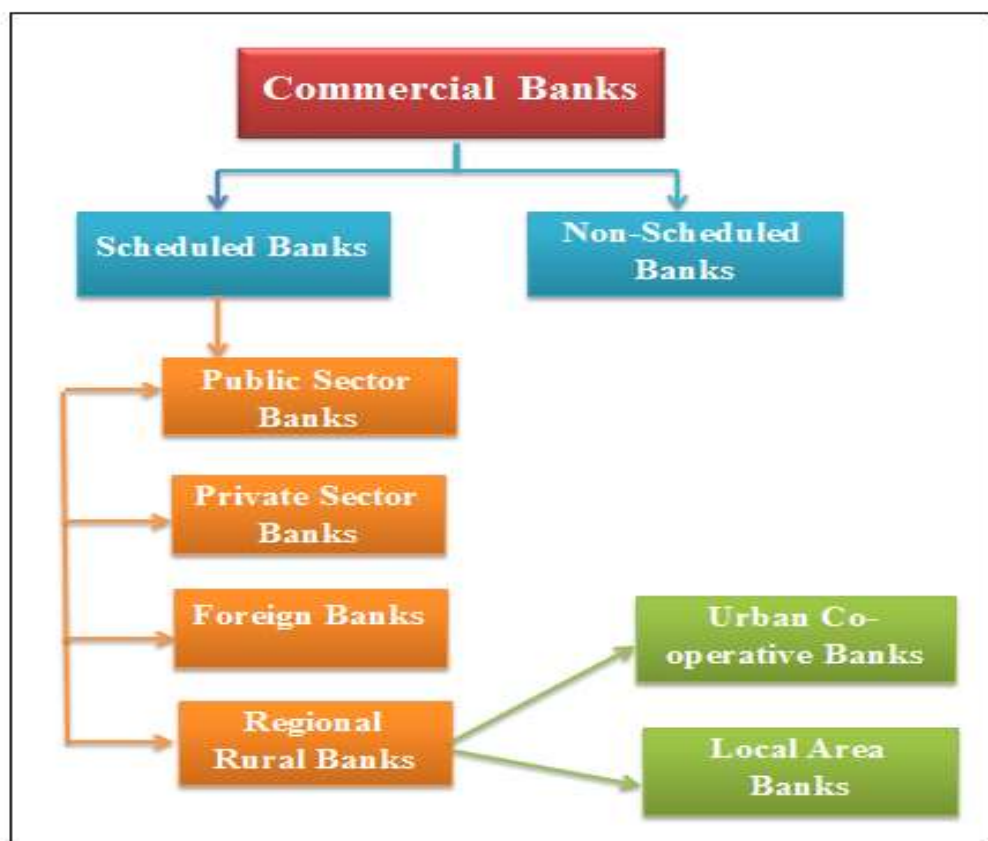 Commercial Banks
Scheduled Banks
Non-Scheduled
Banks
Public Sector
Banks
Private Sector
Banks
Foreign Banks
Regional
Rural Banks
Urban Co-
operative Banks
Local Area
Banks